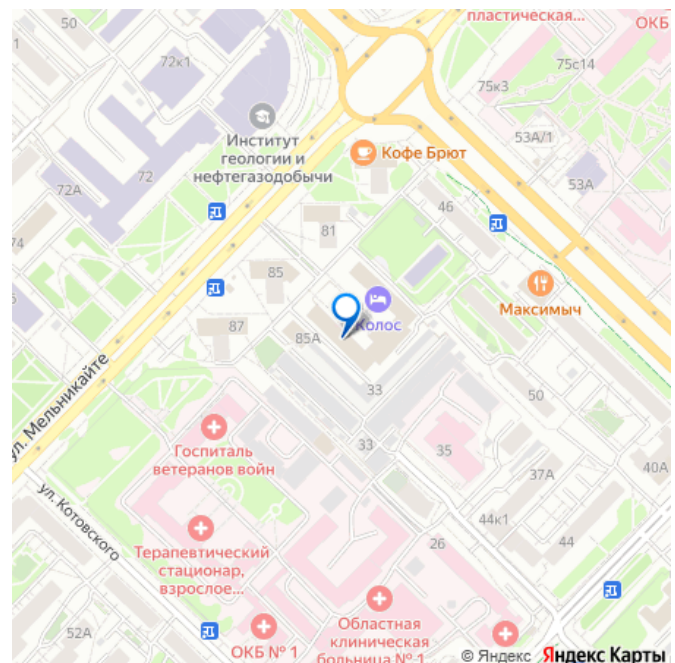 50
пластическая...
ОКБ
1
72к1
75с14
75к3
Институт
геологии и
нефтегазодобычи
Кофе Брют
53А/1
53А
72А
72
46
74
81
85
Максимыч
Колос
87
85А
33
ул. Мельникайте
50
Госпиталь
ветеранов войн
33
35
37А
40А
ул. Котовского
44к1
Терапевтический
стационар,
взрослое...
26
44
52А
ОКБ № 1
Областная
клиническая
больница № 1
© Яндекс Яндекс Карты